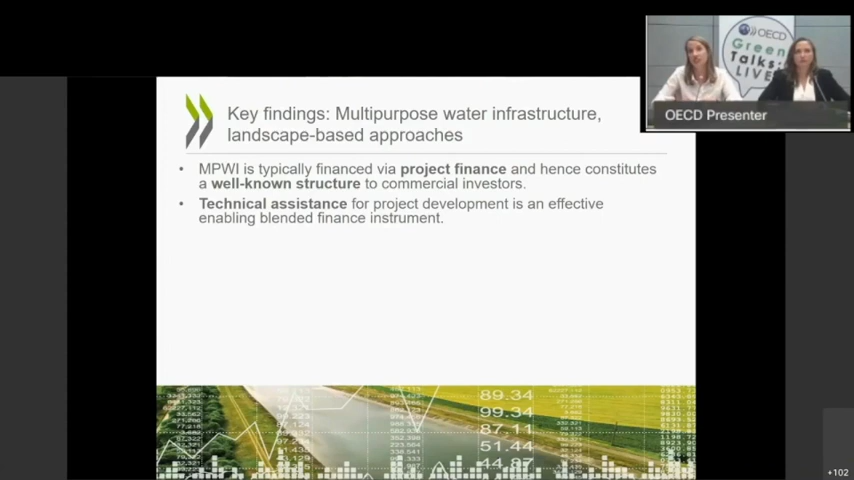 OECD
Green
Talks
LIVE
OECD Presenter
Key findings: Multipurpose water infrastructure,
landscape-based approaches
• MPWI is typically financed via project finance and hence constitutes
a well-known structure to commercial investors.
• Technical assistance for project development is an effective
enabling blended finance instrument.
89.34
99.34
87.11
51.44
44.87
+102